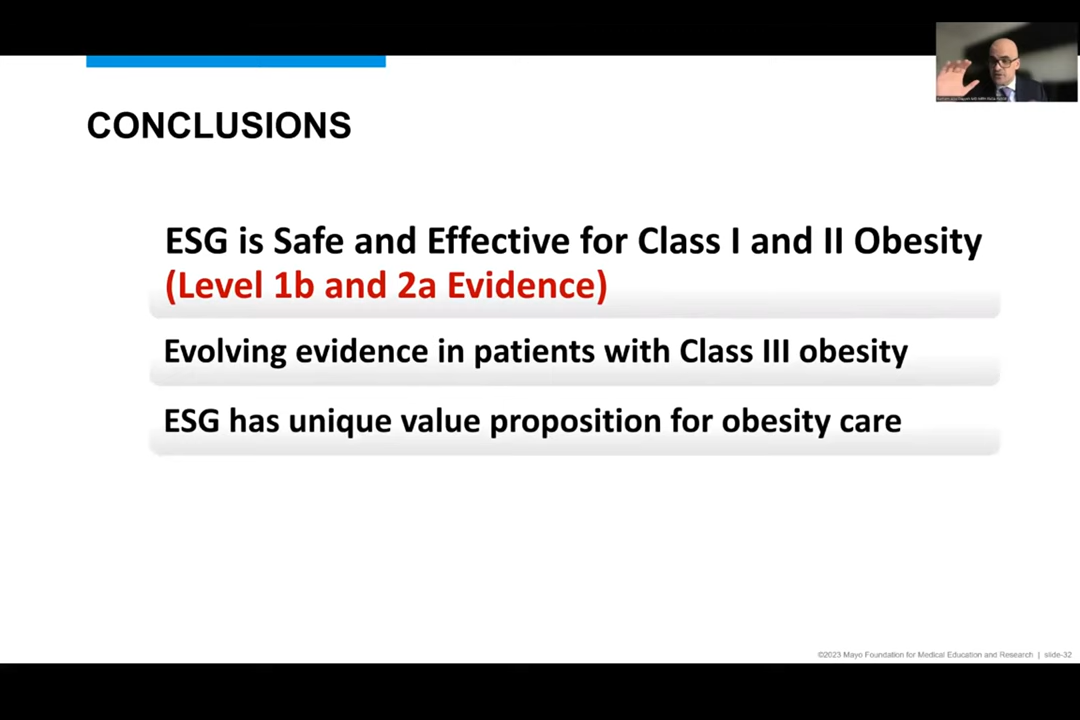 CONCLUSIONS
ESG is Safe and Effective for Class I and II Obesity
(Level 1b and 2a Evidence)
Evolving evidence in patients with Class III obesity
ESG has unique value proposition for obesity care
©2023 Mayo Foundation for Medical Education and Research | slide-32